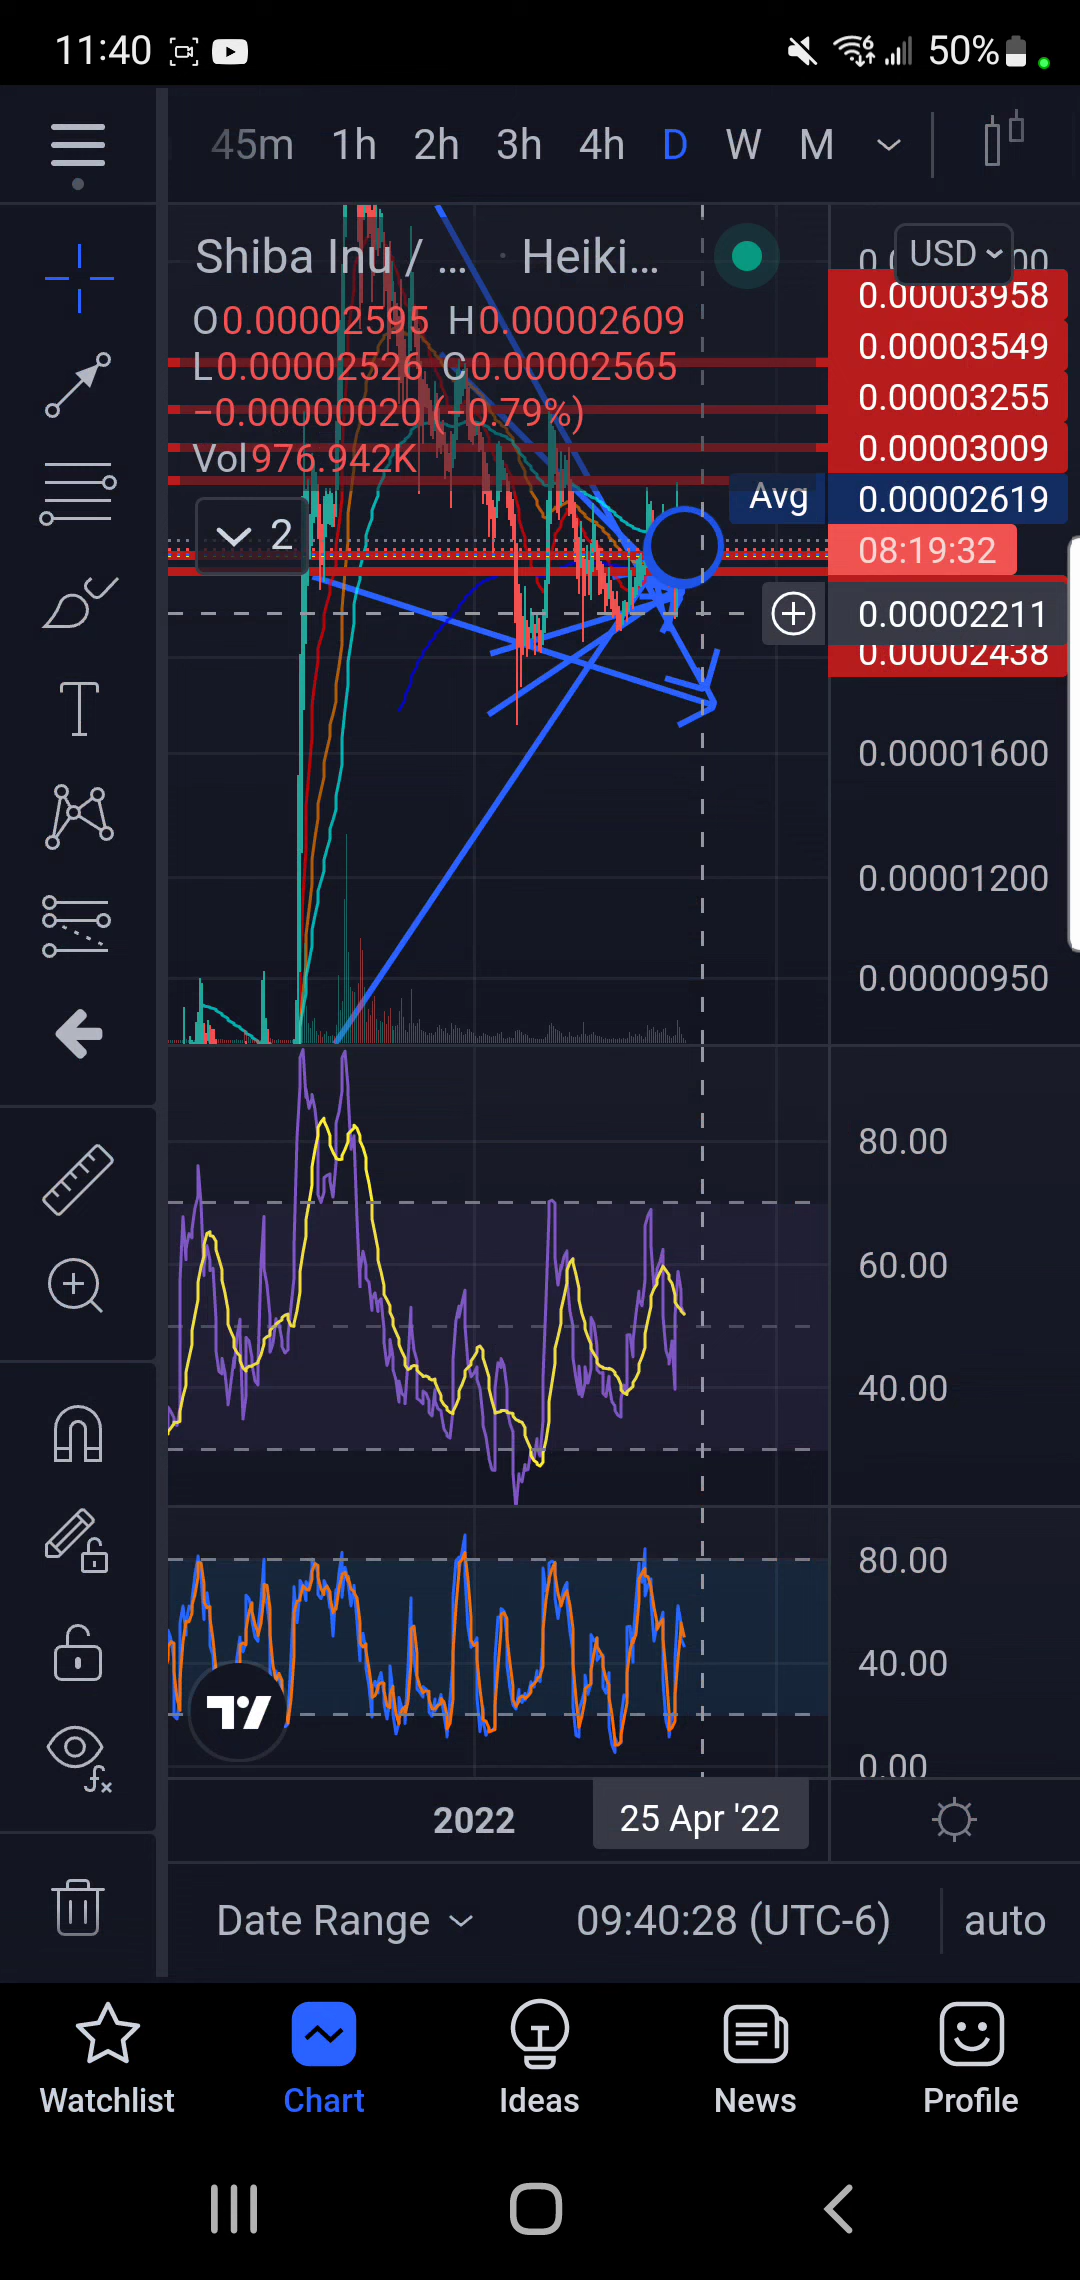 11:40 50%
45m 1h 2h 3h 4h D W M
Shiba Inu / ... · Heiki...
USD
O0.00002595 H0.00002609
L0.00002526 C0.00002565
−0.00000020 (−0.79%)
Vol976.942K
2
0.00003958
0.00003549
0.00003255
0.00003009
Avg 0.00002619
08:19:32
0.00002211
0.00002438
0.00001600
0.00001200
0.00000950
80.00
60.00
40.00
80.00
40.00
0.00
2022 25 Apr '22
Date Range 09:40:28 (UTC-6) auto
Watchlist Chart Ideas News Profile